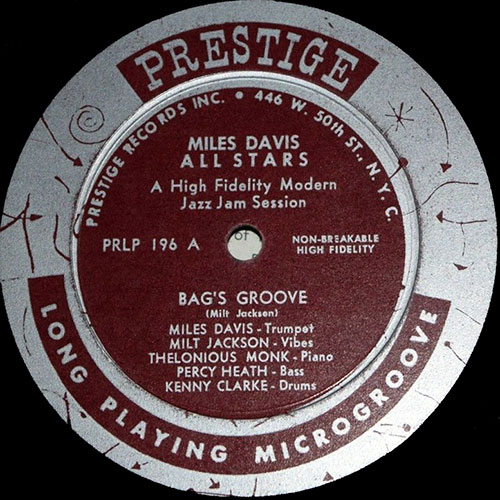 PRESTIGE
PRESTIGE RECORDS INC. • 446 W. 50th ST., N.Y.C.
MILES DAVIS
ALL STARS
A High Fidelity Modern
Jazz Jam Session
PRLP 196 A
of
NON-BREAKABLE
HIGH FIDELITY
BAG'S GROOVE
(Milt Jackson)
MILES DAVIS - Trumpet
MILT JACKSON - Vibes
THELONIOUS MONK - Piano
PERCY HEATH - Bass
KENNY CLARKE - Drums
LONG PLAYING MICROGROOVE